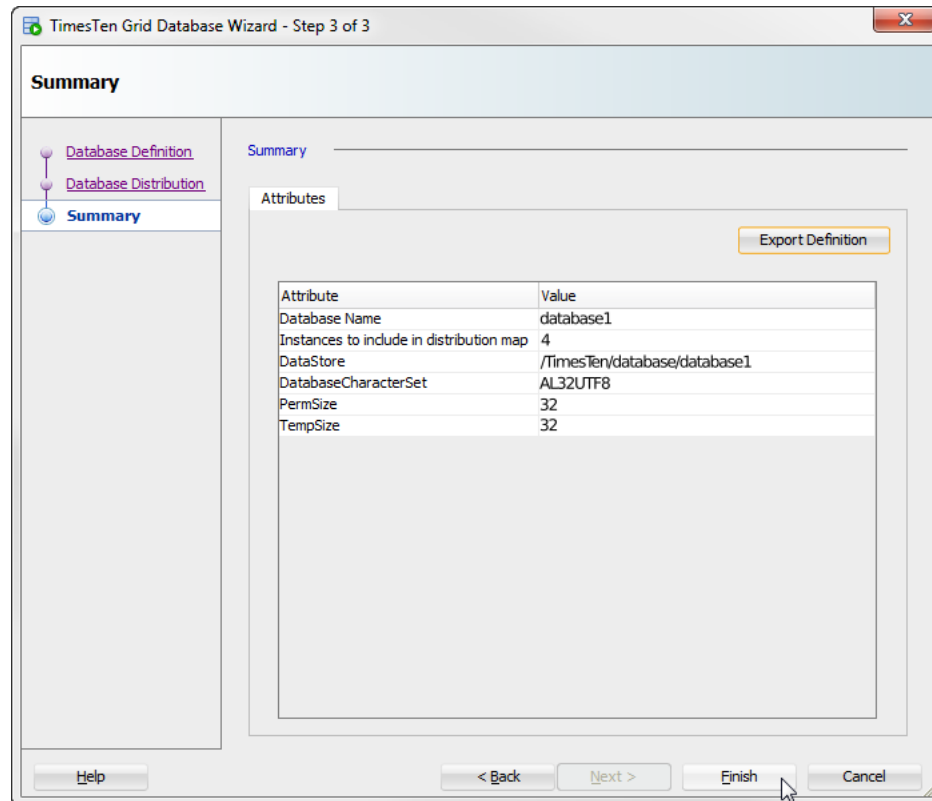 TimesTen Grid Database Wizard - Step 3 of 3
Summary
Database Definition
Database Distribution
Summary
Summary
Attributes
Export Definition
Attribute Value
Database Name database1
Instances to include in distribution map 4
DataStore /TimesTen/database/database1
DatabaseCharacterSet AL32UTF8
PermSize 32
TempSize 32
Help < Back Next > Finish Cancel